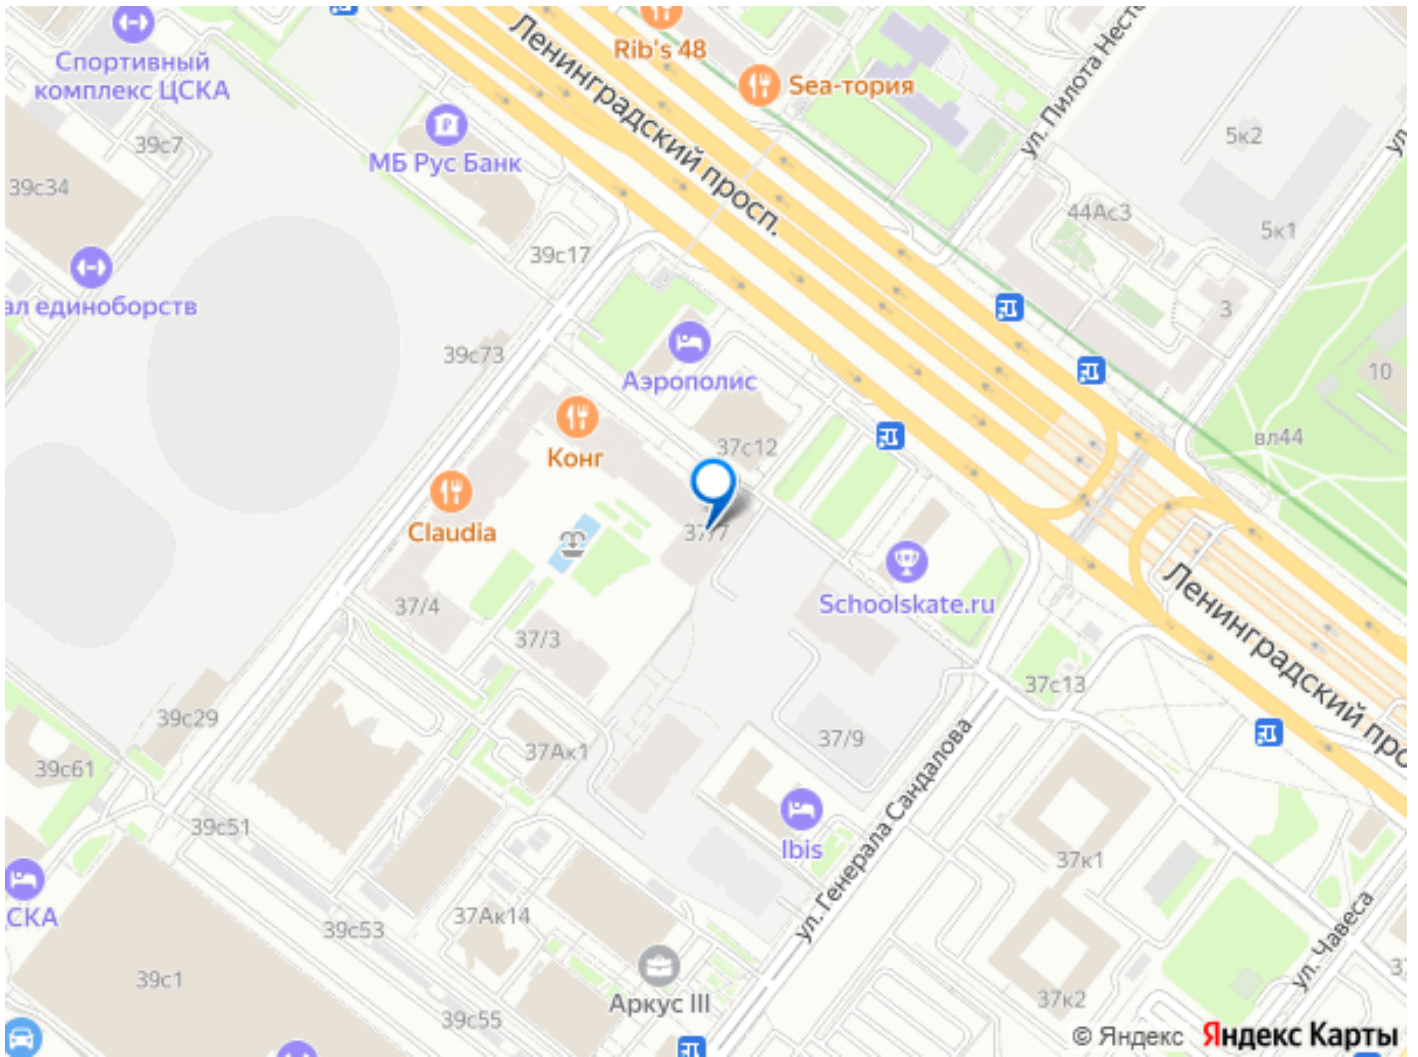 Rib's 48
Спортивный
комплекс ЦСКА
Ленинградский просп.
Sea-тория
ул. Пилота Несте
5к2
39с7
МБ Рус Банк
39с34
44Ас3
5к1
39с17
ал единоборств
3
39с73
Аэрополис
10
Конг
37с12
вл44
Claudia
37/7
Schoolskate.ru
37/4
37/3
Ленинградский про
37с13
39с29
37/9
37Ак1
39с61
39с51
Ibis
ул. Генерала Сандалова
37к1
СКА
37Ак14
39с53
ул. Чавеса
39с1
Аркус III
37к2
39с55
© Яндекс Яндекс Карты